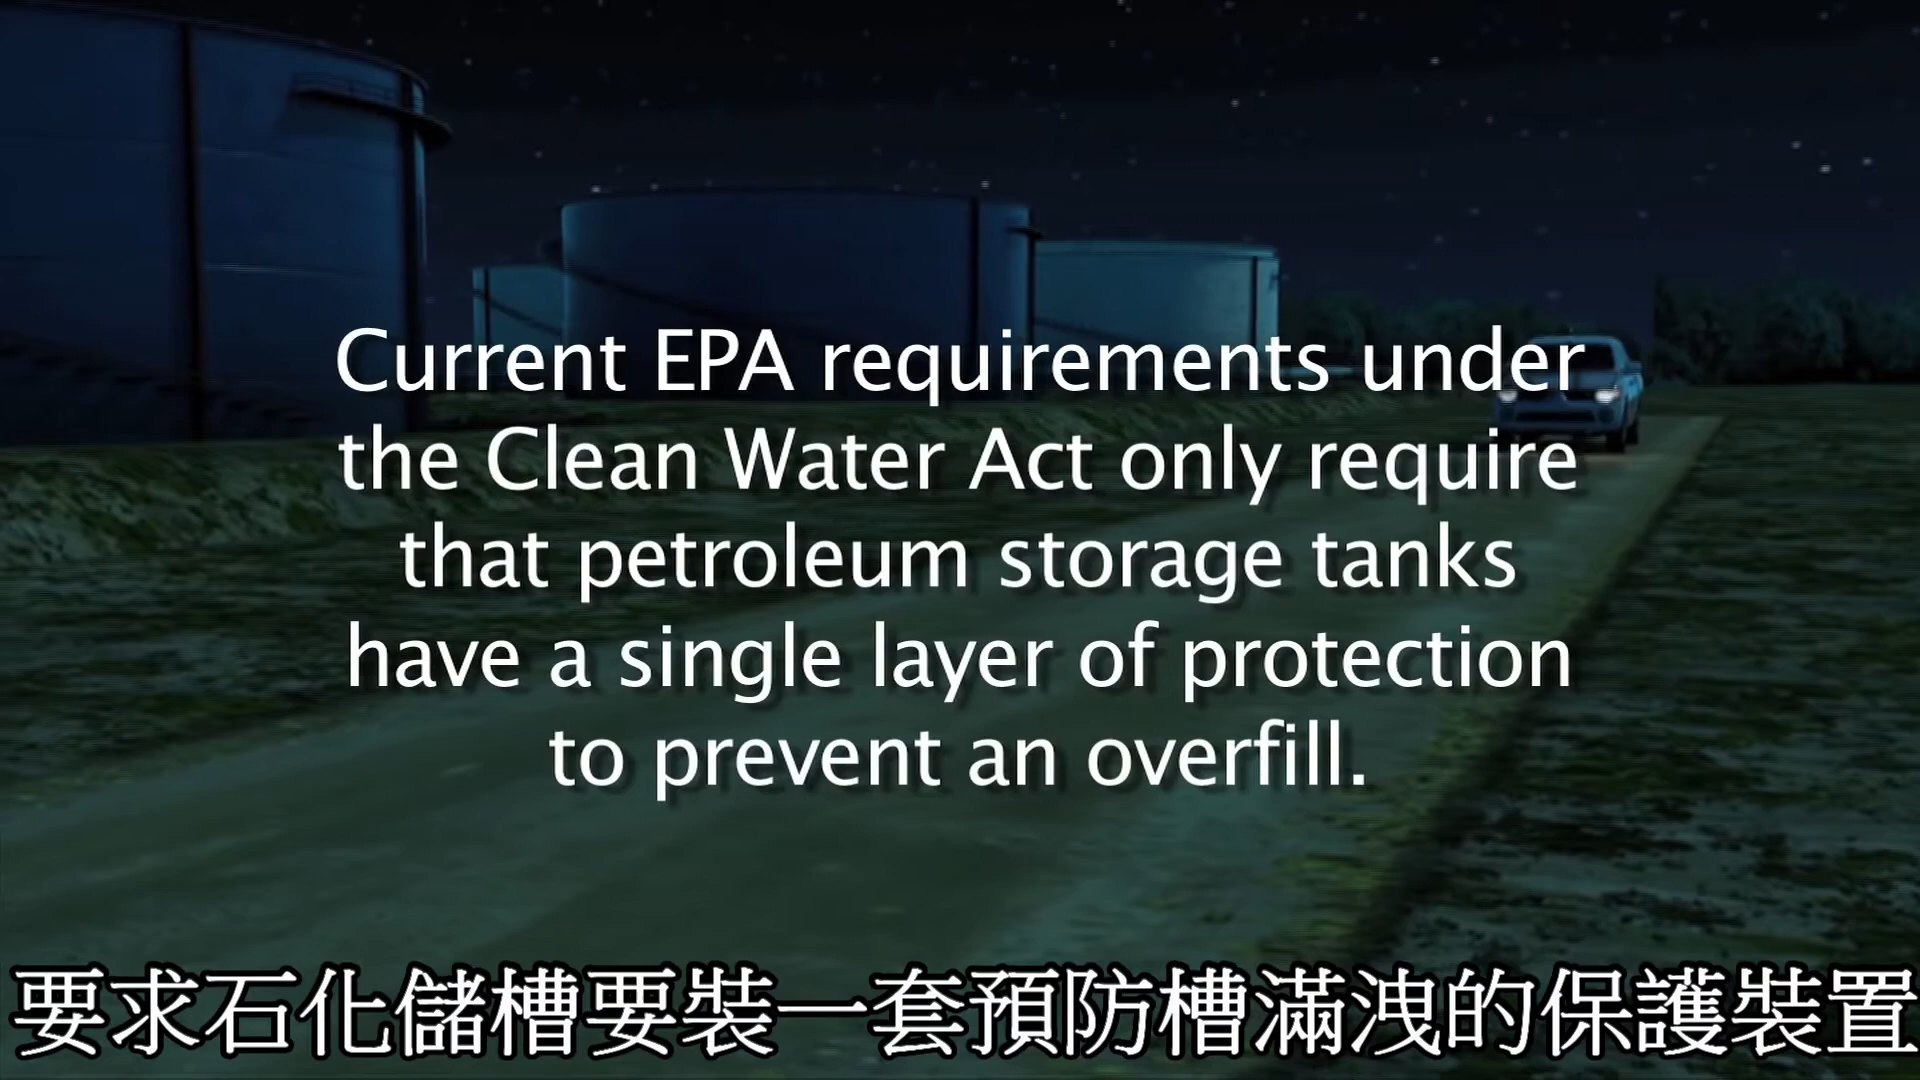 Current EPA requirements under
the Clean Water Act only require
that petroleum storage tanks
have a single layer of protection
to prevent an overfill.
要求石化儲槽要裝一套預防槽滿洩的保護裝置